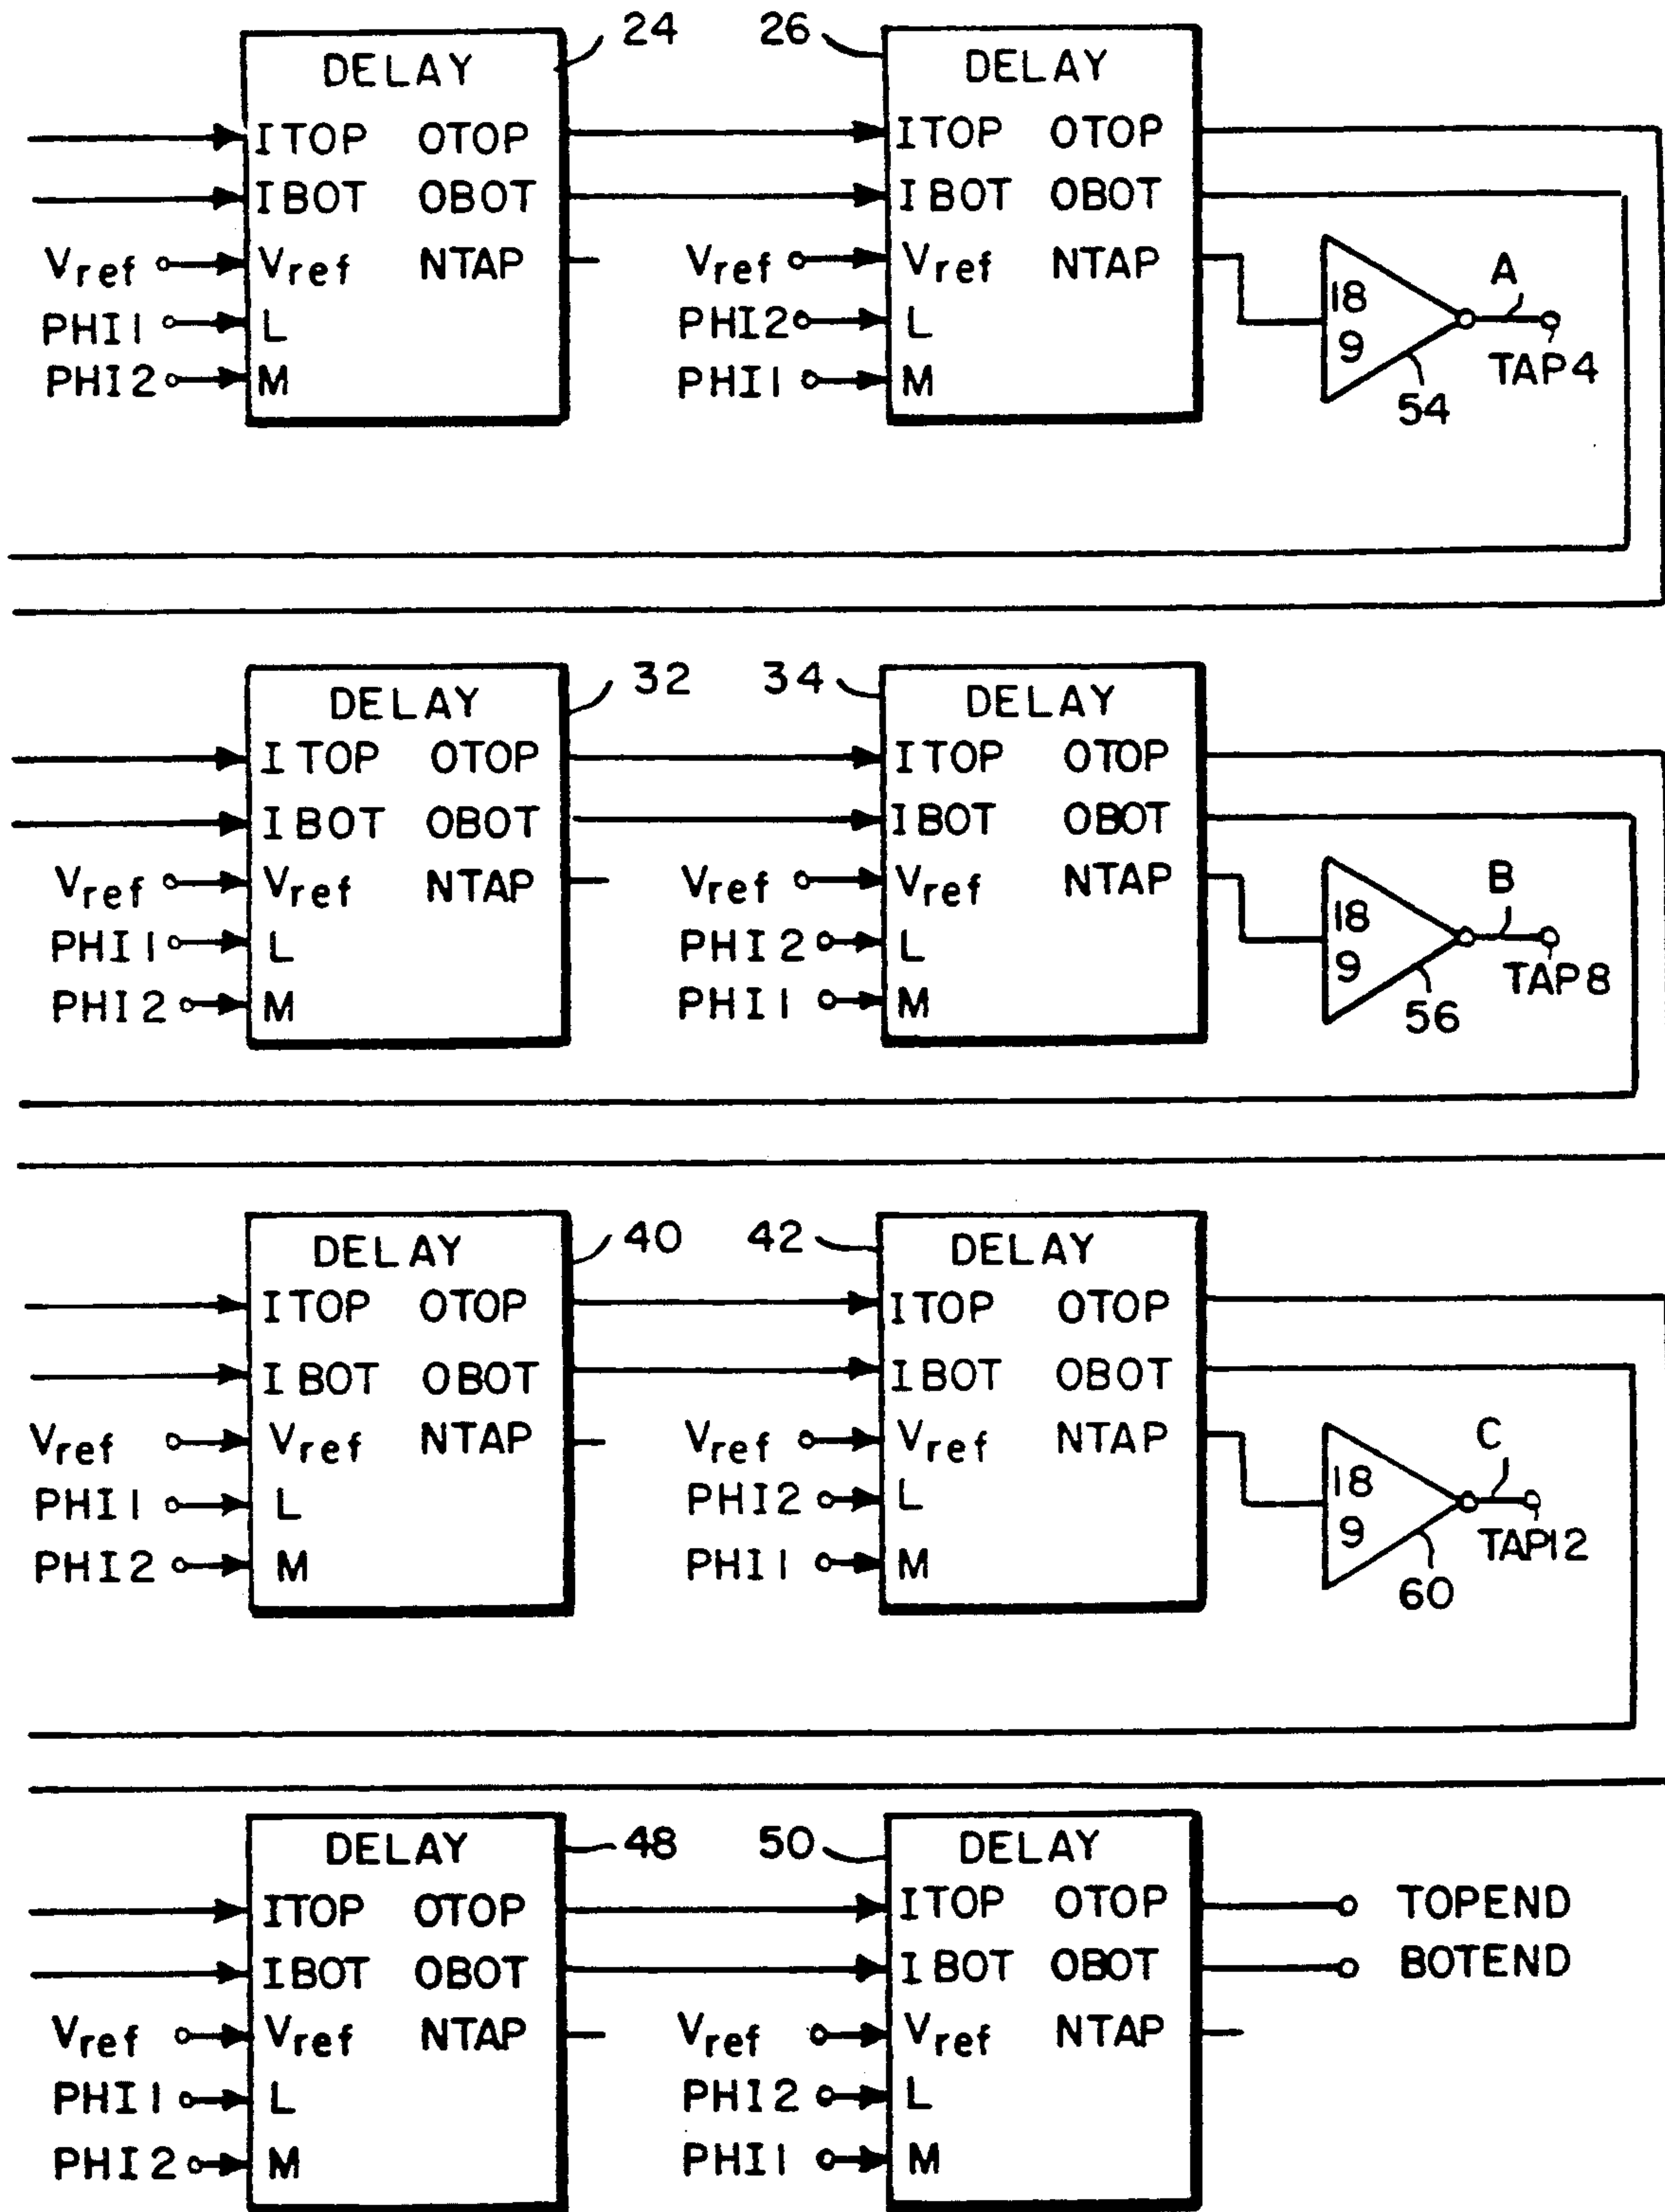 24 26
DELAY DELAY
ITOP OTOP ITOP OTOP
IBOT OBOT IBOT OBOT
Vref Vref NTAP Vref Vref NTAP
PHI1 L PHI2 L 18 A
PHI2 M PHI1 M 9 TAP4
54
32 34
DELAY DELAY
ITOP OTOP ITOP OTOP
IBOT OBOT IBOT OBOT
Vref Vref NTAP Vref Vref NTAP
PHI1 L PHI2 L 18 B
PHI2 M PHI1 M 9 TAP8
56
40 42
DELAY DELAY
ITOP OTOP ITOP OTOP
IBOT OBOT IBOT OBOT
Vref Vref NTAP Vref Vref NTAP
PHI1 L PHI2 L 18 C
PHI2 M PHI1 M 9 TAP12
60
48 50
DELAY DELAY
ITOP OTOP ITOP OTOP TOPEND
IBOT OBOT IBOT OBOT BOTEND
Vref Vref NTAP Vref Vref NTAP
PHI1 L PHI2 L
PHI2 M PHI1 M